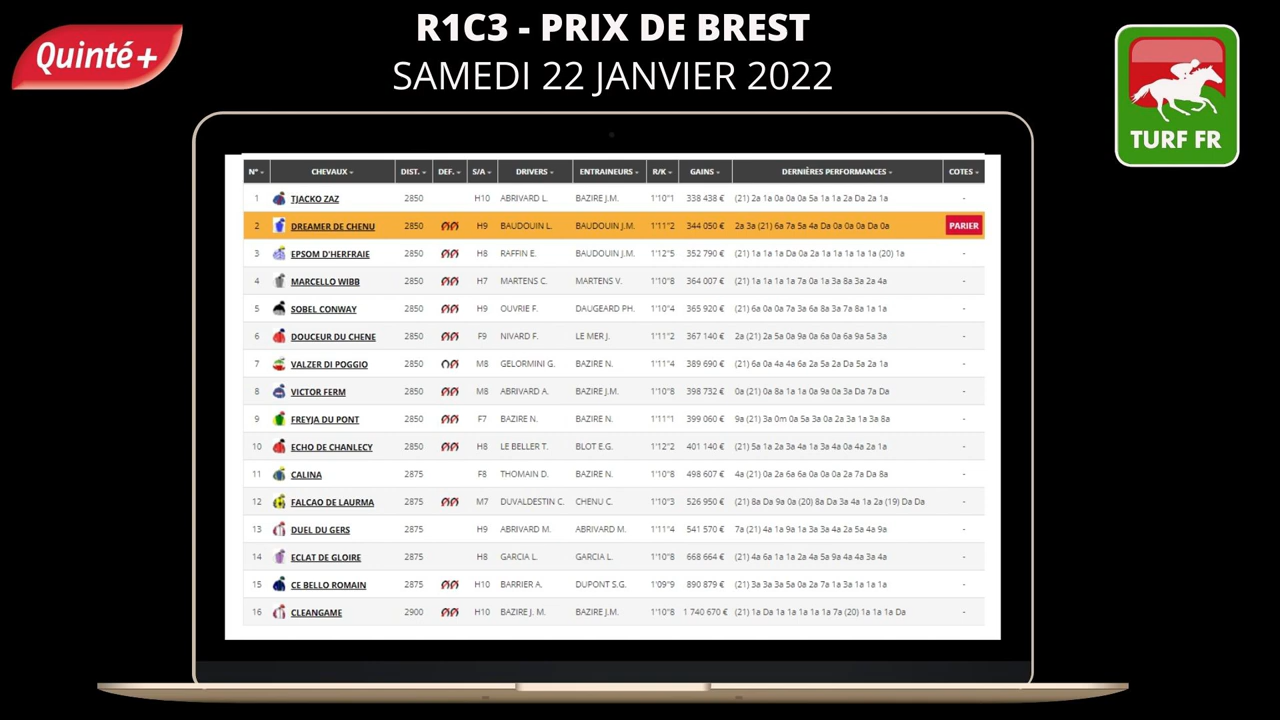 Quinté+
R1C3 - PRIX DE BREST
SAMEDI 22 JANVIER 2022
TURF FR
N° CHEVAUX DIST. DEF. S/A DRIVERS ENTRAINEURS R/K GAINS DERNIÈRES PERFORMANCES COTES
1 TJACKO ZAZ 2850 H10 ABRIVARD L. BAZIRE J.M. 1'10"1 338 438 € (21) 2a 1a 0a 0a 0a 5a 1a 1a 2a Da 2a 1a -
2 DREAMER DE CHENU 2850 H9 BAUDOUIN L. BAUDOUIN J.M. 1'11"2 344 050 € 2a 3a (21) 6a 7a 5a 4a Da 0a 0a 0a Da 0a PARIER
3 EPSOM D'HERFRAIE 2850 H8 RAFFIN E. BAUDOUIN J.M. 1'12"5 352 790 € (21) 1a 1a 1a Da 0a 2a 1a 1a 1a 1a 1a (20) 1a -
4 MARCELLO WIBB 2850 H7 MARTENS C. MARTENS V. 1'10"8 364 007 € (21) 1a 1a 1a 1a 7a 0a 1a 3a 8a 3a 2a 4a -
5 SOBEL CONWAY 2850 H9 OUVRIE F. DAUGEARD PH. 1'10"4 365 920 € (21) 6a 0a 0a 7a 3a 6a 8a 3a 7a 8a 1a 1a -
6 DOUCEUR DU CHENE 2850 F9 NIVARD F. LE MER J. 1'11"2 367 140 € 2a (21) 2a 5a 0a 9a 0a 6a 0a 6a 9a 5a 3a -
7 VALZER DI POGGIO 2850 M8 GELORMINI G. BAZIRE N. 1'11"4 389 690 € (21) 6a 0a 4a 4a 6a 2a 5a 2a Da 5a 2a 1a -
8 VICTOR FERM 2850 M8 ABRIVARD A. BAZIRE J.M. 1'10"8 398 732 € 0a (21) 0a 8a 1a 1a 0a 9a 0a 3a Da 7a Da -
9 FREYJA DU PONT 2850 F7 BAZIRE N. BAZIRE N. 1'11"1 399 060 € 9a (21) 3a 0m 0a 5a 3a 0a 2a 3a 1a 3a 8a -
10 ECHO DE CHANLECY 2850 H8 LE BELLER T. BLOT E.G. 1'12"2 401 140 € (21) 5a 1a 2a 3a 4a 1a 3a 4a 0a 4a 2a 1a -
11 CALINA 2875 F8 THOMAIN D. BAZIRE N. 1'10"8 498 607 € 4a (21) 0a 2a 6a 6a 0a 0a 0a 2a 7a Da 8a -
12 FALCAO DE LAURMA 2875 M7 DUVALDESTIN C. CHENU C. 1'10"3 526 950 € (21) 8a Da 9a 0a (20) 8a Da 3a 4a 1a 2a (19) Da Da -
13 DUEL DU GERS 2875 H9 ABRIVARD M. ABRIVARD M. 1'11"4 541 570 € 7a (21) 4a 1a 9a 1a 3a 3a 4a 2a 5a 4a 9a -
14 ECLAT DE GLOIRE 2875 H8 GARCIA L. GARCIA L. 1'10"8 668 664 € (21) 4a 6a 1a 1a 2a 4a 5a 9a 4a 4a 3a 4a -
15 CE BELLO ROMAIN 2875 H10 BARRIER A. DUPONT S.G. 1'09"9 890 879 € (21) 3a 3a 3a 5a 0a 2a 7a 1a 3a 1a 1a 1a -
16 CLEANGAME 2900 H10 BAZIRE J. M. BAZIRE J.M. 1'10"8 1 740 670 € (21) 1a Da 1a 1a 1a 1a 1a 7a (20) 1a 1a 1a Da -